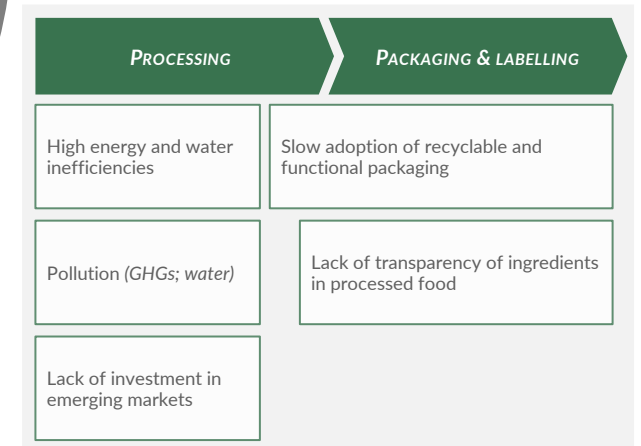 PROCESSING
PACKAGING & LABELLING
High energy and water
inefficiencies
Slow adoption of recyclable and
functional packaging
Pollution (GHGs; water)
Lack of transparency of ingredients
in processed food
Lack of investment in
emerging markets